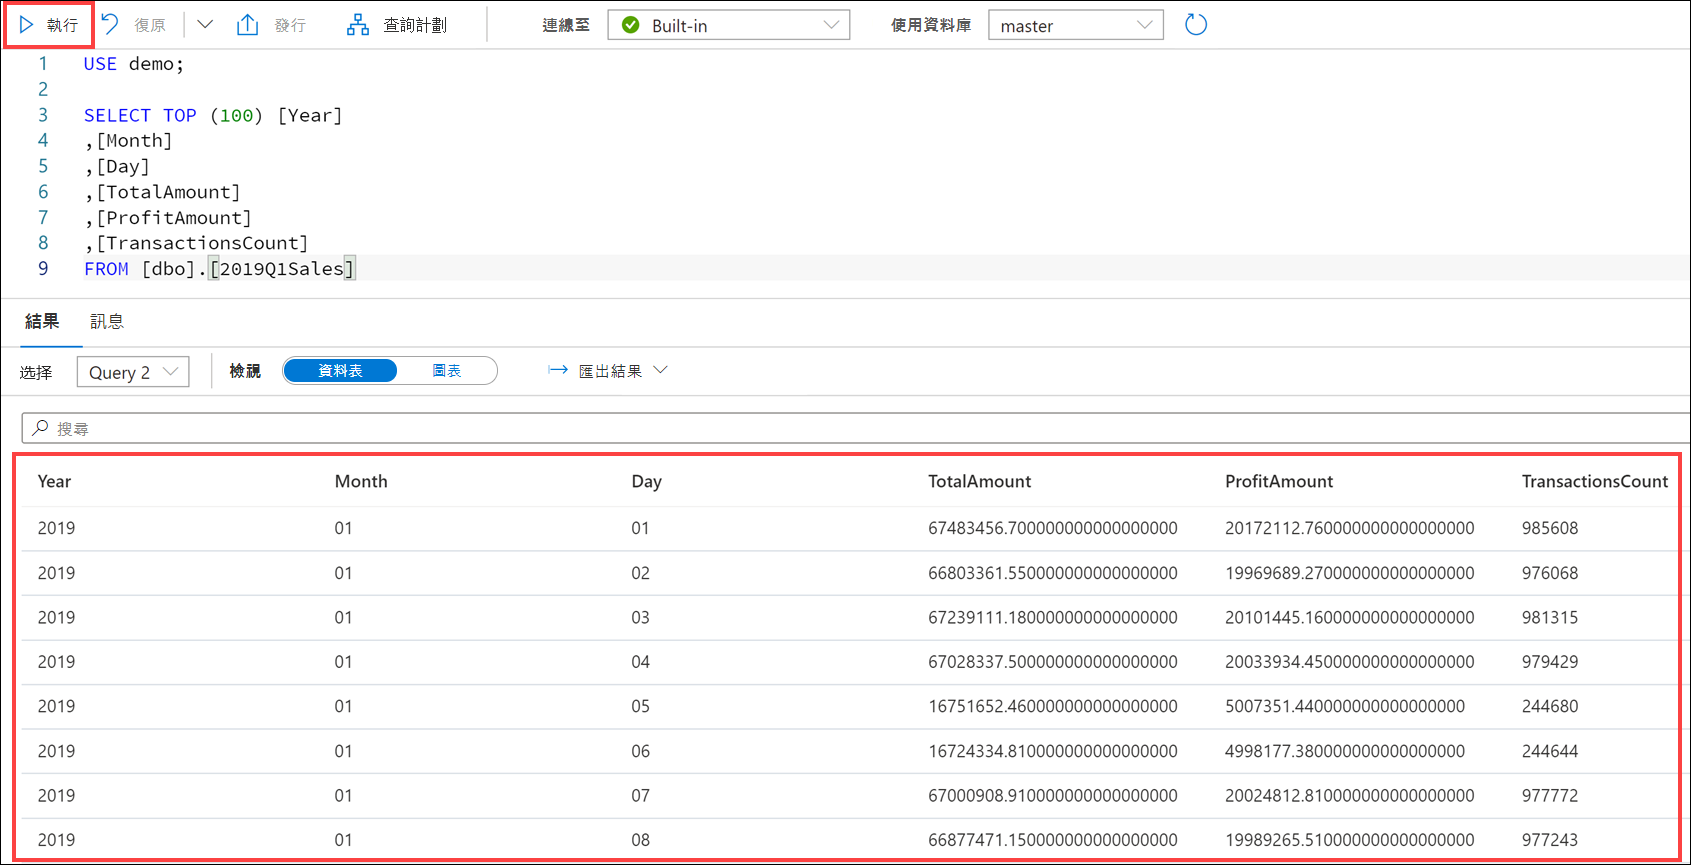 執行 復原 發行 查詢計劃 連線至 Built-in 使用資料庫 master
1 USE demo;
2
3 SELECT TOP (100) [Year]
4 ,[Month]
5 ,[Day]
6 ,[TotalAmount]
7 ,[ProfitAmount]
8 ,[TransactionsCount]
9 FROM [dbo].[2019Q1Sales]
結果 訊息
选择 Query 2 檢視 資料表 圖表 匯出結果
搜尋
Year Month Day TotalAmount ProfitAmount TransactionsCount
2019 01 01 67483456.700000000000000000 20172112.760000000000000000 985608
2019 01 02 66803361.550000000000000000 19969689.270000000000000000 976068
2019 01 03 67239111.180000000000000000 20101445.160000000000000000 981315
2019 01 04 67028337.500000000000000000 20033934.450000000000000000 979429
2019 01 05 16751652.460000000000000000 5007351.440000000000000000 244680
2019 01 06 16724334.810000000000000000 4998177.380000000000000000 244644
2019 01 07 67000908.910000000000000000 20024812.810000000000000000 977772
2019 01 08 66877471.150000000000000000 19989265.510000000000000000 977243